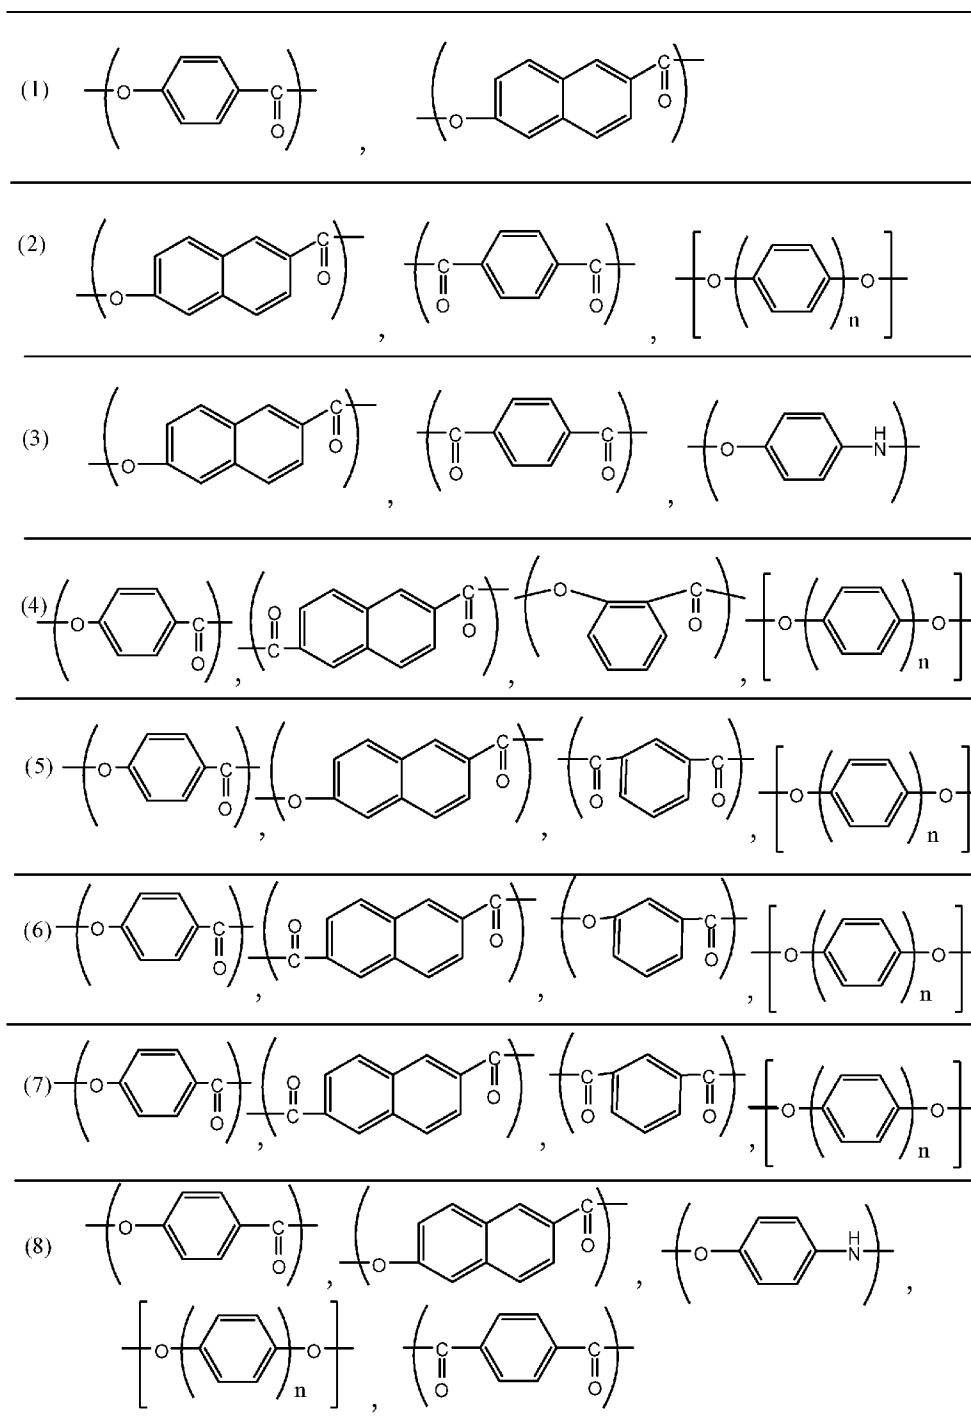 (1) O C O , O C O
(2) O C O , C O C O , O O n
(3) O C O , C O C O , O H N
(4) O C O , O C C O , O C O , O O n
(5) O C O , O C O , C O C O , O O n
(6) O C O , O C C O , O C O , O O n
(7) O C O , O C C O , C O C O , O O n
(8) O C O , O C O , O H N ,
O O n , C O C O